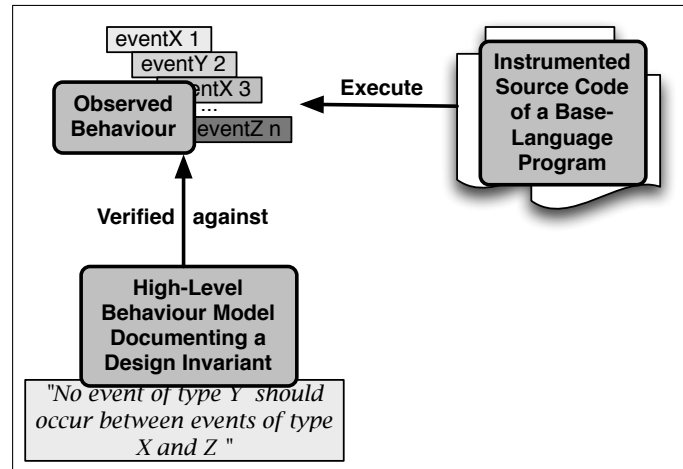 eventX 1
eventY 2
eventX 3
...
eventZ n
Observed
Behaviour
Execute
Instrumented
Source Code
of a Base-
Language
Program
Verified against
High-Level
Behaviour Model
Documenting a
Design Invariant
"No event of type Y should
occur between events of type
X and Z "